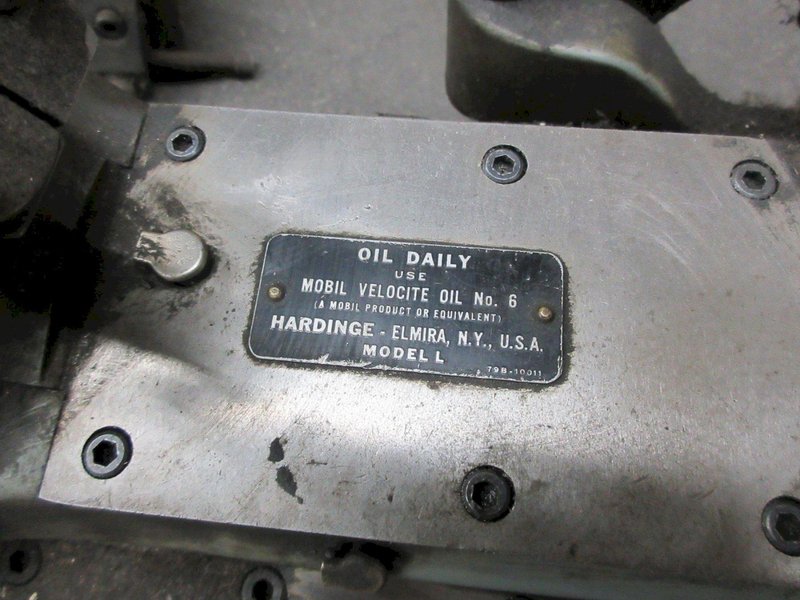 OIL DAILY
USE
MOBIL VELOCITE OIL No. 6
(A MOBIL PRODUCT OR EQUIVALENT)
HARDINGE - ELMIRA, N.Y., U.S.A.
MODEL L
79B-10011